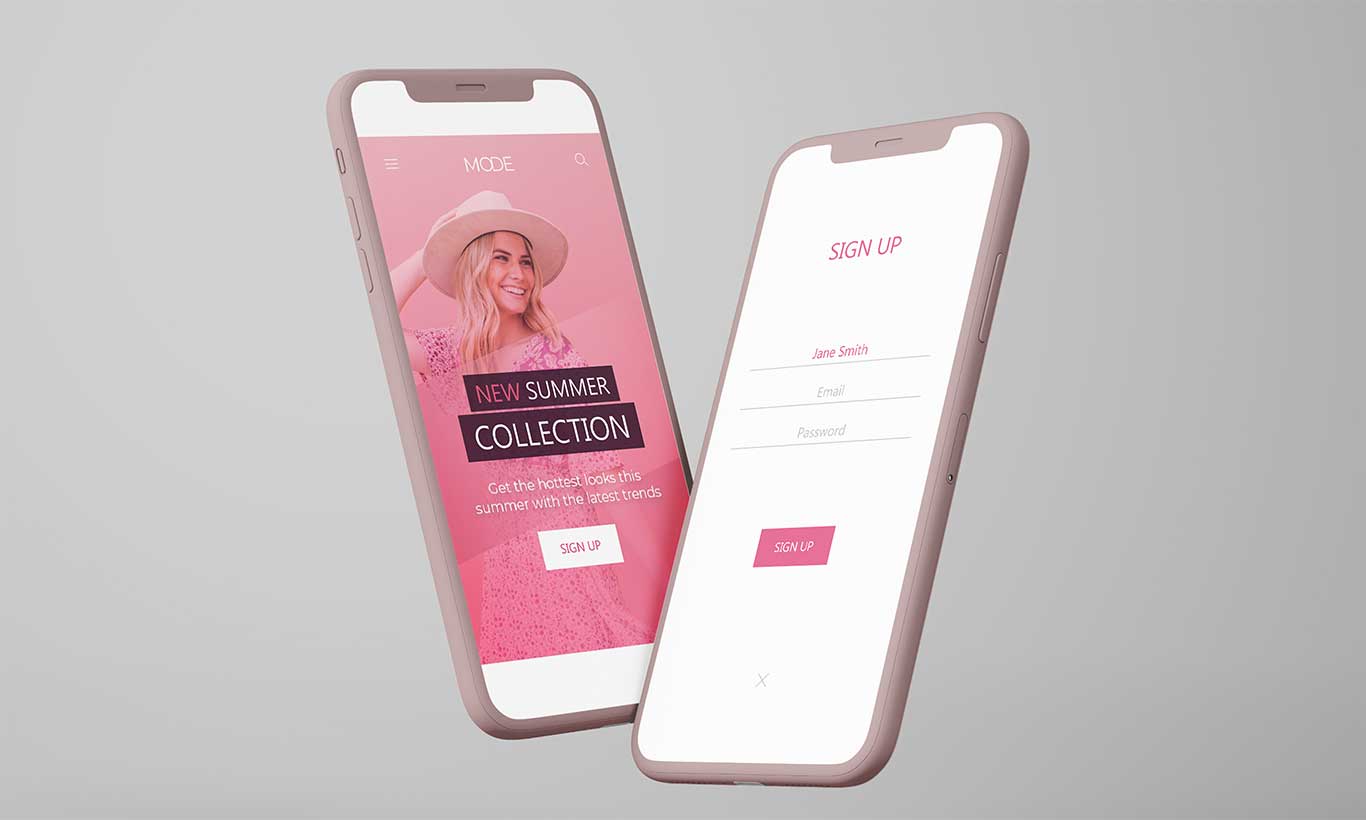 MODE
NEW SUMMER
COLLECTION
Get the hottest looks this
summer with the latest trends
SIGN UP
SIGN UP
Jane Smith
Email
Password
SIGN UP
X